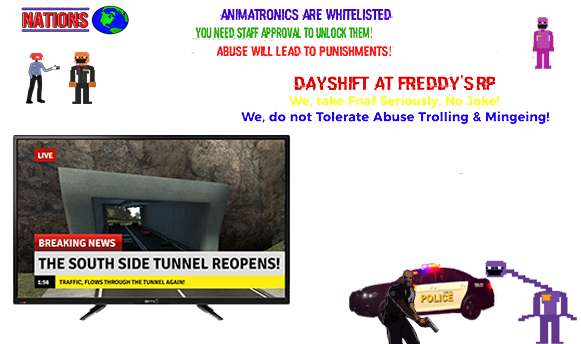 NATIONS
ANIMATRONICS ARE WHITELISTED
YOU NEED STAFF APPROVAL TO UNLOCK THEM!
ABUSE WILL LEAD TO PUNISHMENTS!
DAYSHIFT AT FREDDY'S RP
We, take Fnaf Seriously. No Joke!
We, do not Tolerate Abuse Trolling & Mingeing!
LIVE
BREAKING NEWS
THE SOUTH SIDE TUNNEL REOPENS!
1:56 TRAFFIC, FLOWS THROUGH THE TUNNEL AGAIN!
POLICE